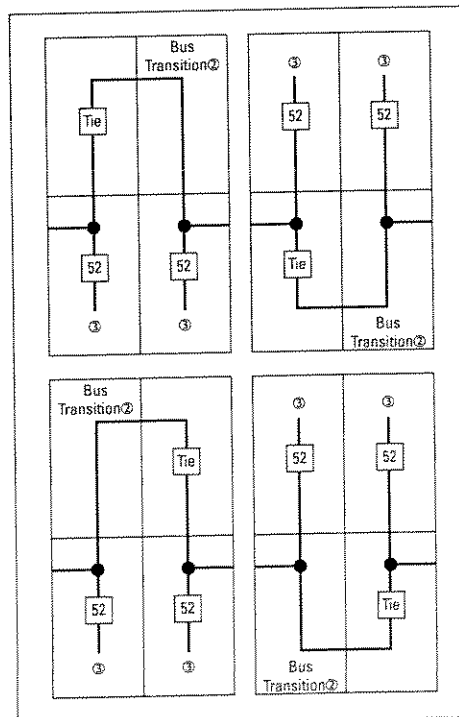 Bus
Transition②
Tie
52
52
③
③
③
③
52
52
Tie
Bus
Transition②
Bus
Transition②
Tie
52
52
③
③
③
③
52
52
Tie
Bus
Transition②